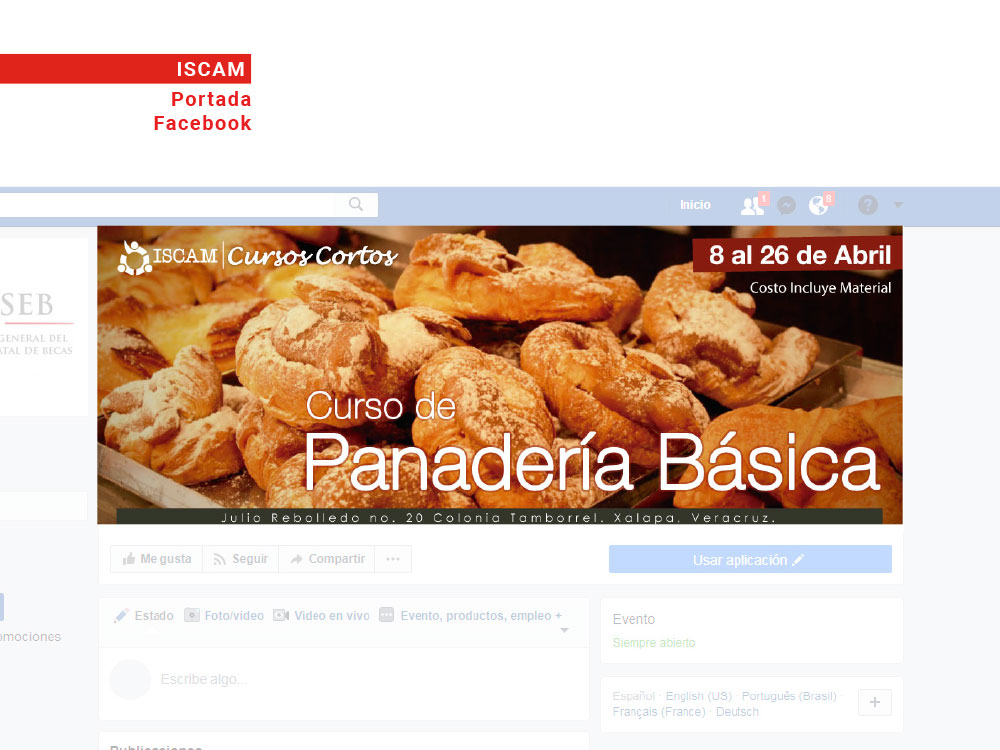 ISCAM
Portada
Facebook
Inicio
1
8
?
ISCAM Cursos Cortos
8 al 26 de Abril
Costo Incluye Material
SEB
GENERAL DEL
ATAL DE BECAS
Curso de
Panadería Básica
Julio Rebolledo no. 20 Colonia Tamborrel. Xalapa, Veracruz.
Me gusta
Seguir
Compartir
Usar aplicación
Estado
Foto/video
Video en vivo
Evento, productos, empleo +
omociones
Escribe algo...
Evento
Siempre abierto
Español · English (US) · Português (Brasil) ·
Français (France) · Deutsch
+
Publicaciones